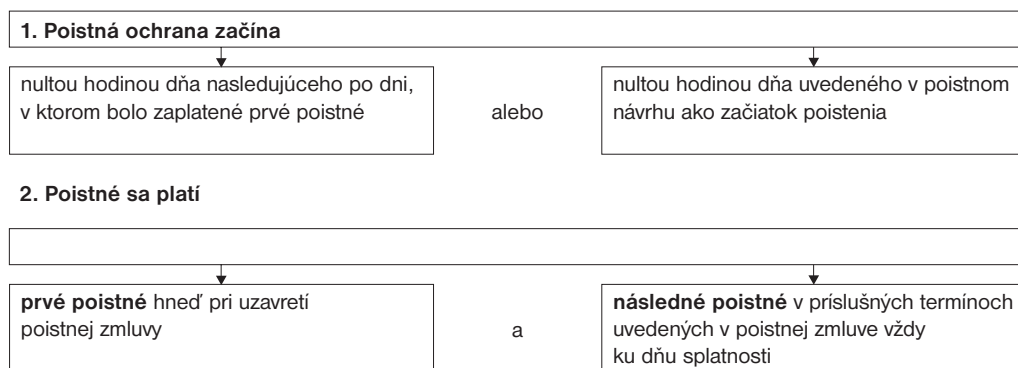 1. Poistná ochrana začína
nultou hodinou dňa nasledujúceho po dni,
v ktorom bolo zaplatené prvé poistné
alebo
nultou hodinou dňa uvedeného v poistnom
návrhu ako začiatok poistenia
2. Poistné sa platí
prvé poistné hneď pri uzavretí
poistnej zmluvy
a
následné poistné v príslušných termínoch
uvedených v poistnej zmluve vždy
ku dňu splatnosti